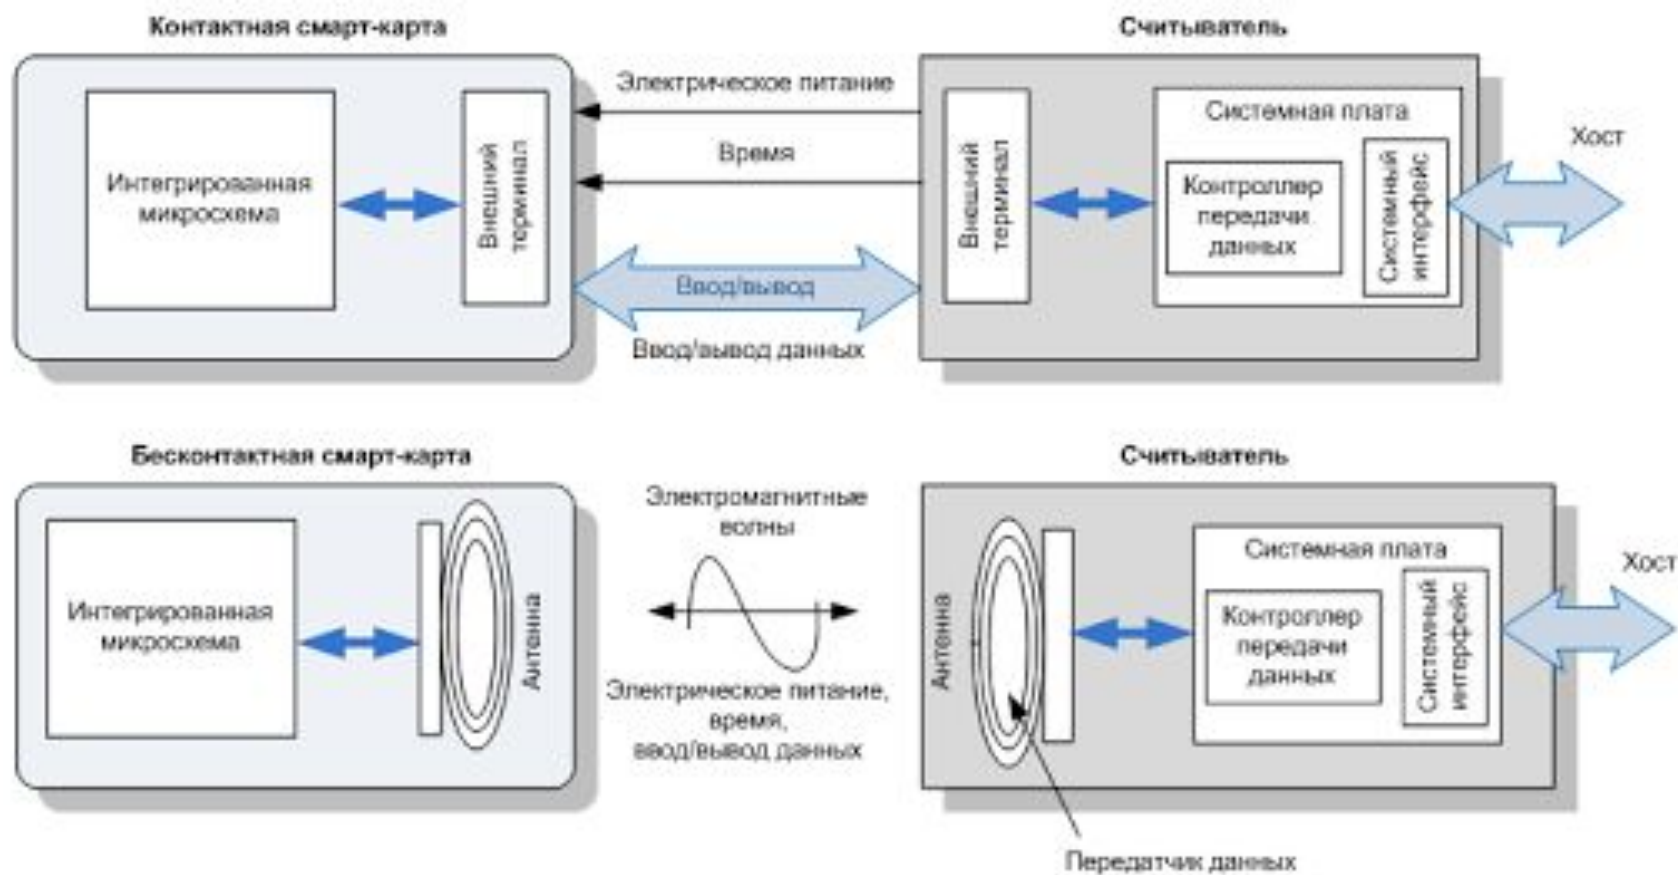 Контактная смарт-карта
Считыватель
Электрическое питание
Время
Интегрированная
микросхема
Внешний
терминал
Ввод/вывод
Ввод/вывод данных
Внешний
терминал
Системная плата
Контроллер
передачи
данных
Системный
интерфейс
Хост
Бесконтактная смарт-карта
Считыватель
Интегрированная
микросхема
Антенна
Электромагнитные
волны
Электрическое питание,
время,
ввод/вывод данных
Антенна
Системная плата
Контроллер
передачи
данных
Системный
интерфейс
Хост
Передатчик данных